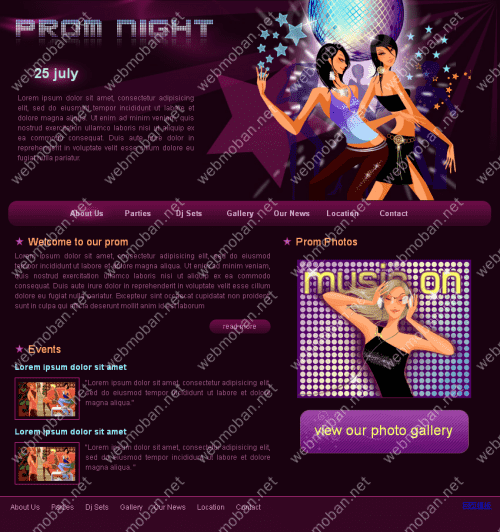 PROM NIGHT
25 july
Lorem ipsum dolor sit amet, consectetur adipisicing
elit, sed do eiusmod tempor incididunt ut labore et
dolore magna aliqua. Ut enim ad minim veniam, quis
nostrud exercitation ullamco laboris nisi ut aliquip ex
ea commodo consequat. Duis aute irure dolor in
reprehenderit in voluptate velit esse cillum dolore eu
fugiat nulla pariatur.
About Us Parties Dj Sets Gallery Our News Location Contact
★ Welcome to our prom
Lorem ipsum dolor sit amet, consectetur adipisicing elit, sed do eiusmod
tempor incididunt ut labore et dolore magna aliqua. Ut enim ad minim veniam,
quis nostrud exercitation ullamco laboris nisi ut aliquip ex ea commodo
consequat. Duis aute irure dolor in reprehenderit in voluptate velit esse cillum
dolore eu fugiat nulla pariatur. Excepteur sint occaecat cupidatat non proident,
sunt in culpa qui officia deserunt mollit anim id est laborum
read more
★ Events
Lorem ipsum dolor sit amet
"Lorem ipsum dolor sit amet, consectetur adipisicing elit,
sed do eiusmod tempor incididunt ut labore et dolore
magna aliqua."
Lorem ipsum dolor sit amet
"Lorem ipsum dolor sit amet, consectetur adipisicing elit,
sed do eiusmod tempor incididunt ut labore et dolore
magna aliqua. "
★ Prom Photos
music on
view our photo gallery
About Us Parties Dj Sets Gallery Our News Location Contact
webmoban.net